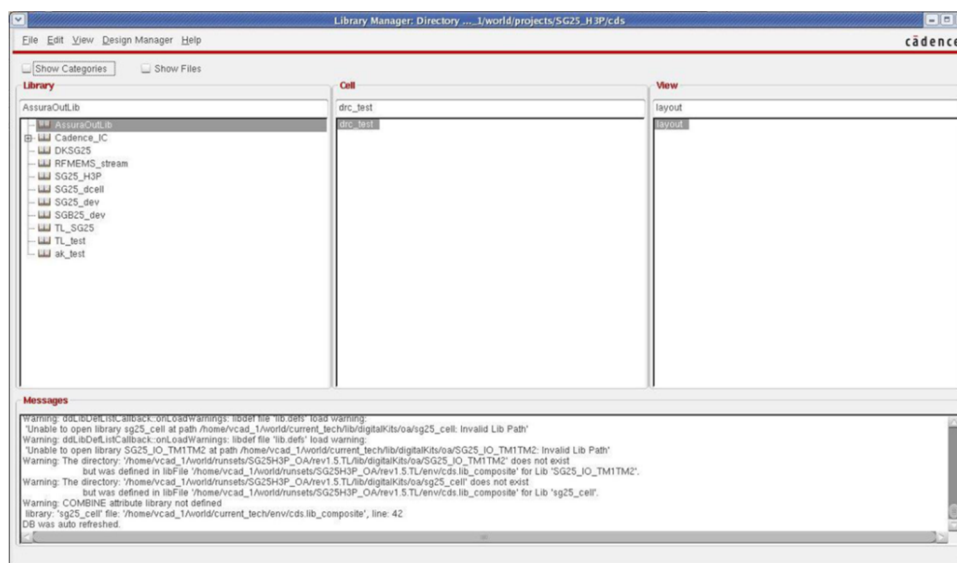 Library Manager: Directory ..._1/world/projects/SG25_H3P/cds
File Edit View Design Manager Help
cādence
Show Categories Show Files
Library
Cell
View
AssuraOutLib
drc_test
layout
AssuraOutLib
drc_test
layout
Cadence_IC
DKSG25
RFMEMS_stream
SG25_H3P
SG25_dcell
SG25_dev
SGB25_dev
TL_SG25
TL_test
ak_test
Messages
Warning: ddLibDefListCallback::onLoadWarnings: libdef file 'lib.defs' load warning:
'Unable to open library sg25_cell at path /home/vcad_1/world/current_tech/lib/digitalKits/oa/sg25_cell: Invalid Lib Path'
Warning: ddLibDefListCallback::onLoadWarnings: libdef file 'lib.defs' load warning:
'Unable to open library SG25_IO_TM1TM2 at path /home/vcad_1/world/current_tech/lib/digitalKits/oa/SG25_IO_TM1TM2: Invalid Lib Path'
Warning: The directory: '/home/vcad_1/world/runsets/SG25H3P_OA/rev1.5.TL/lib/digitalKits/oa/SG25_IO_TM1TM2' does not exist
but was defined in libFile '/home/vcad_1/world/runsets/SG25H3P_OA/rev1.5.TL/env/cds.lib_composite' for Lib 'SG25_IO_TM1TM2'.
Warning: The directory: '/home/vcad_1/world/runsets/SG25H3P_OA/rev1.5.TL/lib/digitalKits/oa/sg25_cell' does not exist
but was defined in libFile '/home/vcad_1/world/runsets/SG25H3P_OA/rev1.5.TL/env/cds.lib_composite' for Lib 'sg25_cell'.
Warning: COMBINE attribute library not defined
library: 'sg25_cell' file: '/home/vcad_1/world/current_tech/env/cds.lib_composite', line: 42
DB was auto refreshed.